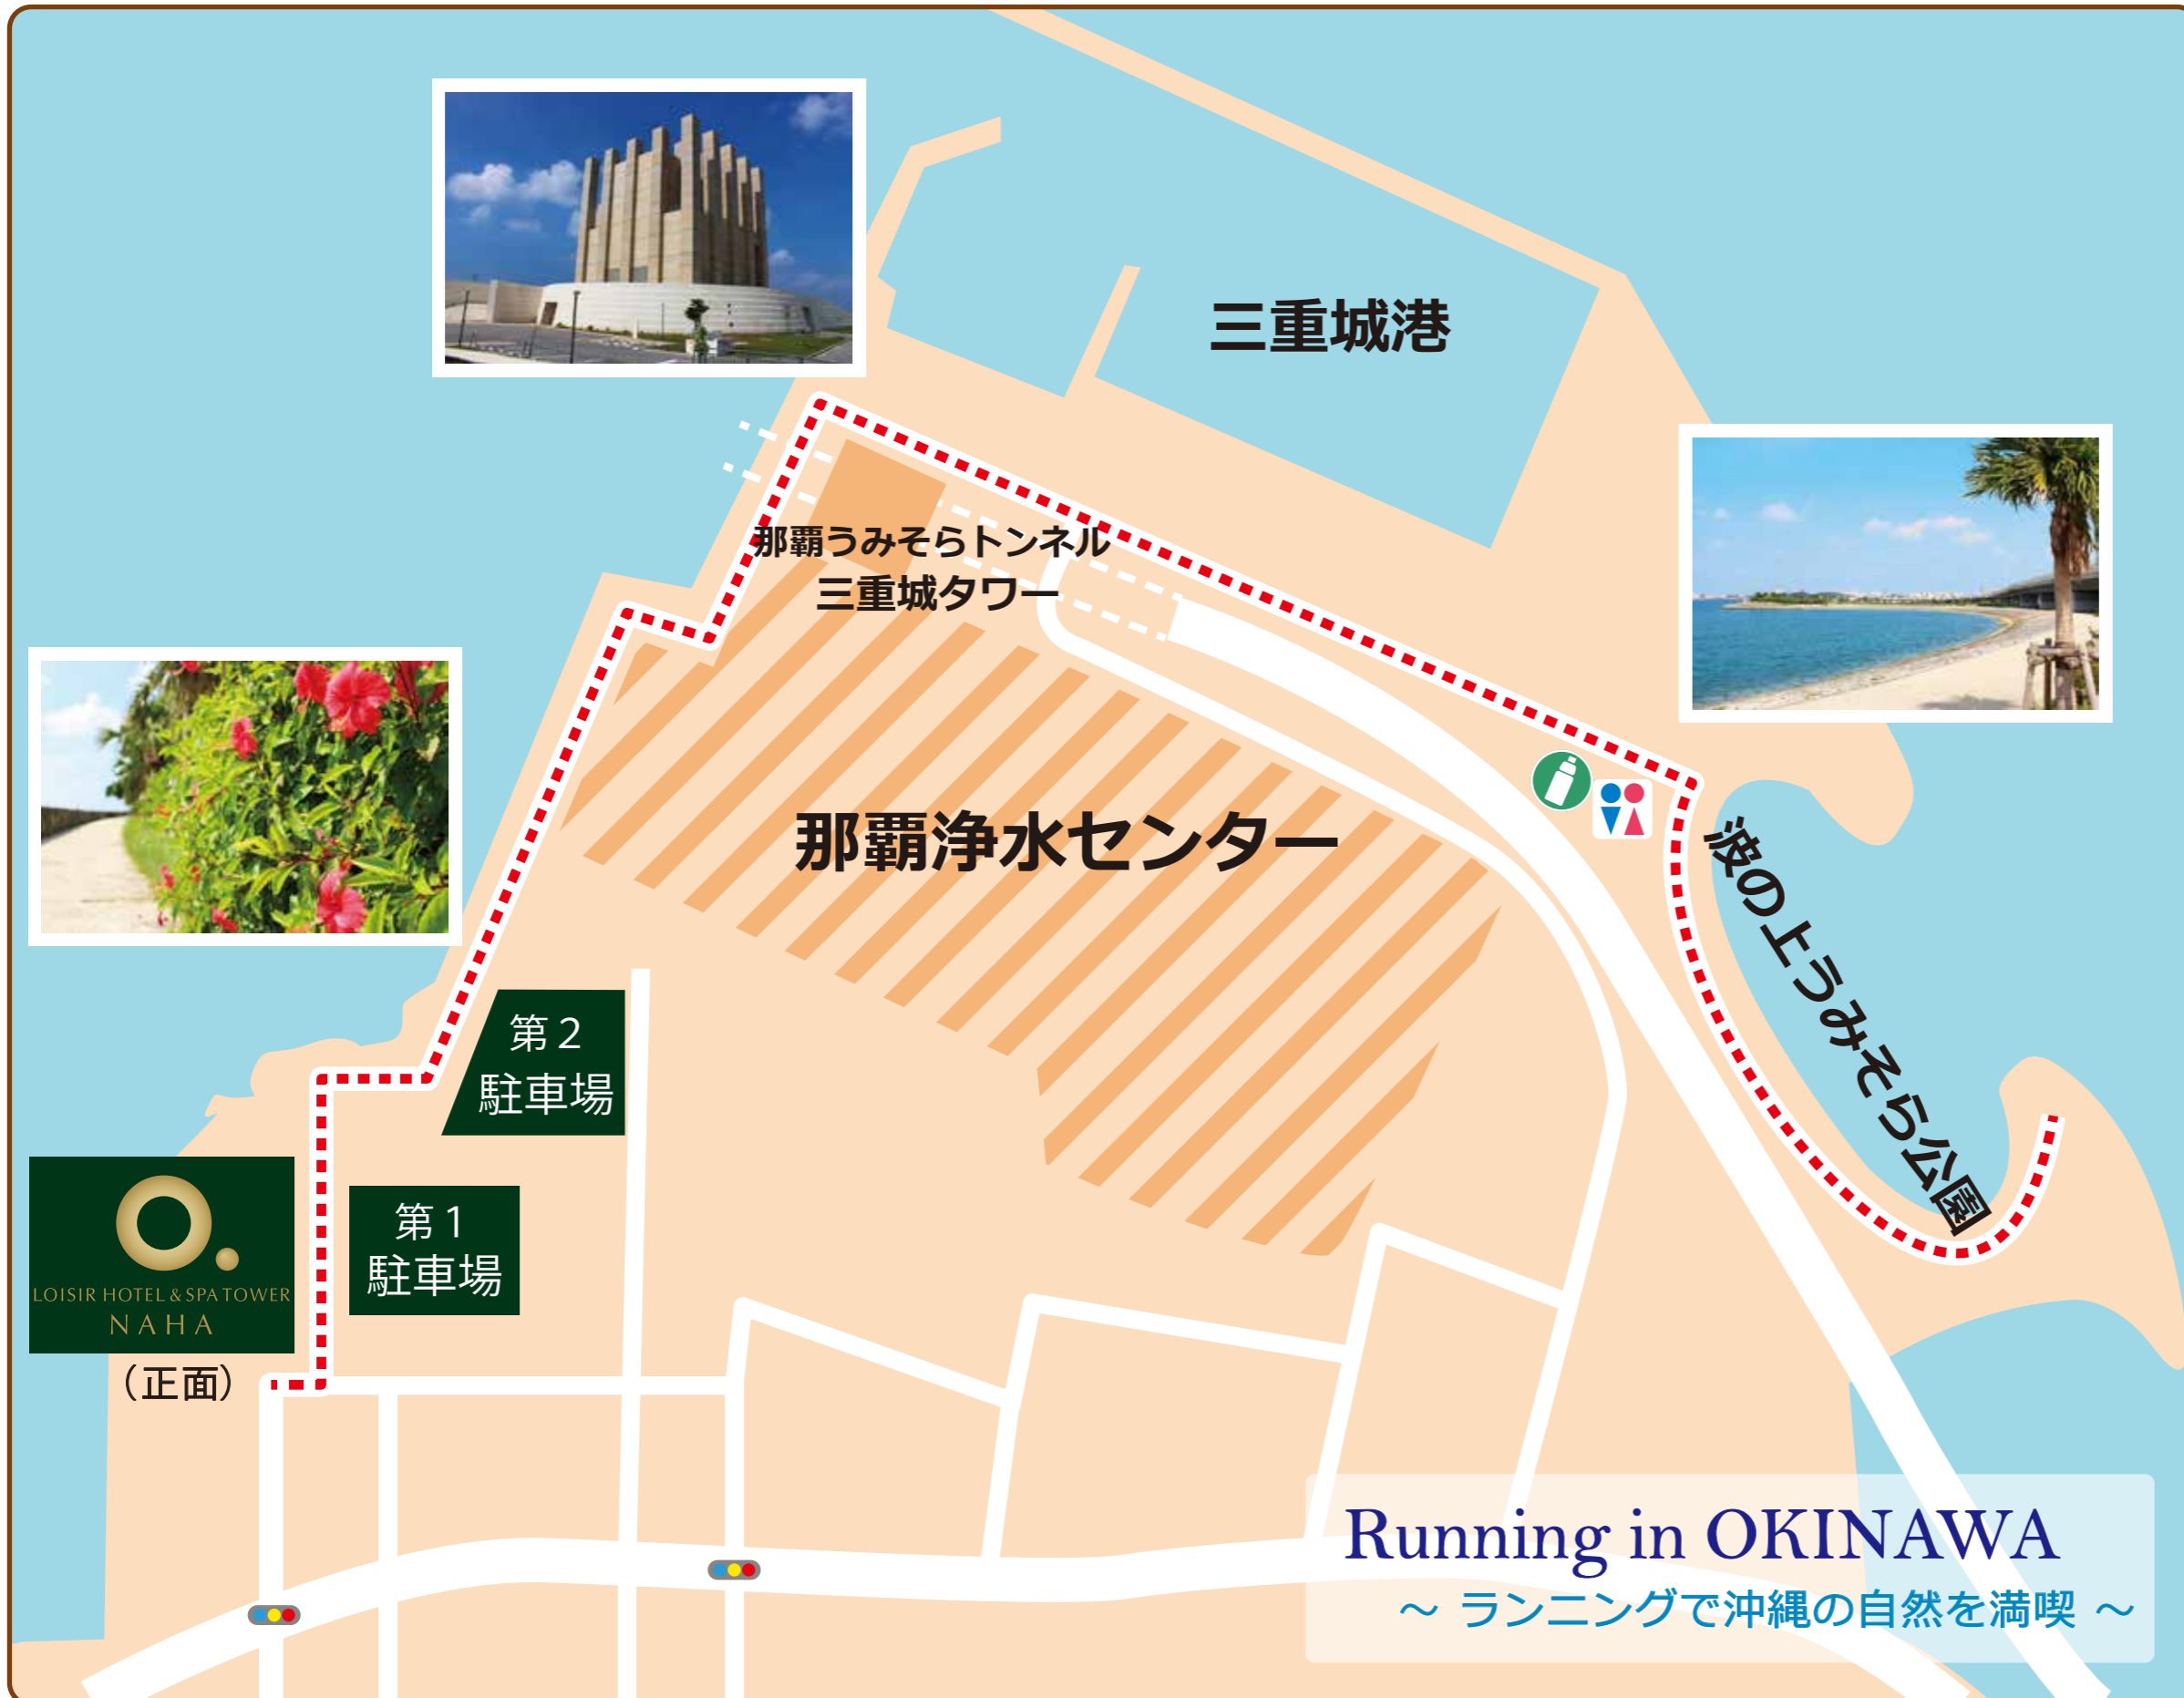 三重城港
那覇うみそらトンネル
三重城タワー
那覇浄水センター
波の上うみそら公園
第２
駐車場
第１
駐車場
LOISIR HOTEL & SPA TOWER
NAHA
（正面）
Running in OKINAWA
～ ランニングで沖縄の自然を満喫 ～